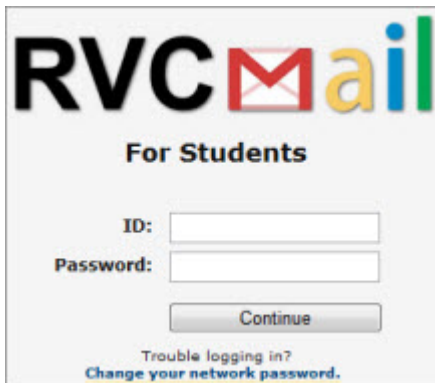 RVCMail
For Students
ID:
Password:
Continue
Trouble logging in?
Change your network password.